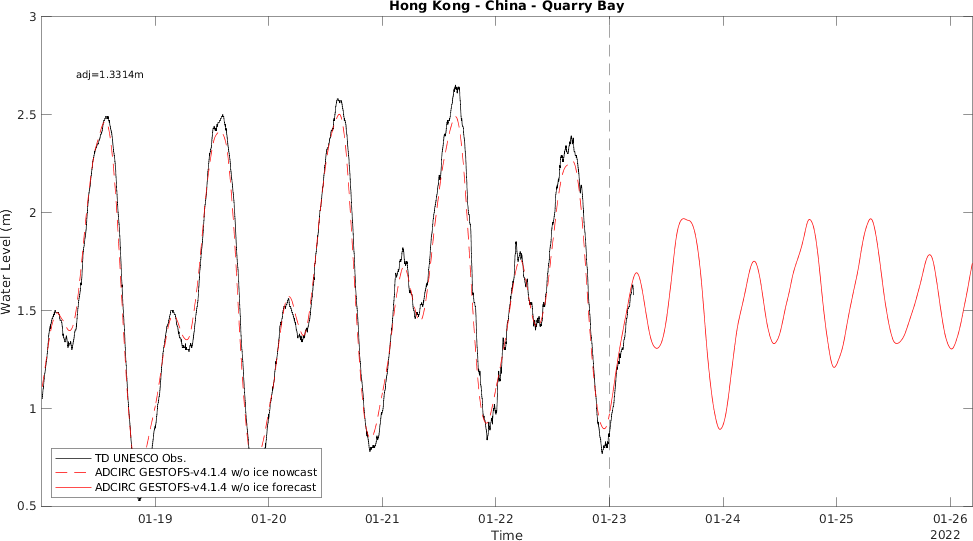 Hong Kong - China - Quarry Bay
3
adj=1.3314m
2.5
2
Water Level (m)
1.5
1
TD UNESCO Obs.
ADCIRC GESTOFS-v4.1.4 w/o ice nowcast
ADCIRC GESTOFS-v4.1.4 w/o ice forecast
0.5
01-19 01-20 01-21 01-22 01-23 01-24 01-25 01-26
Time 2022